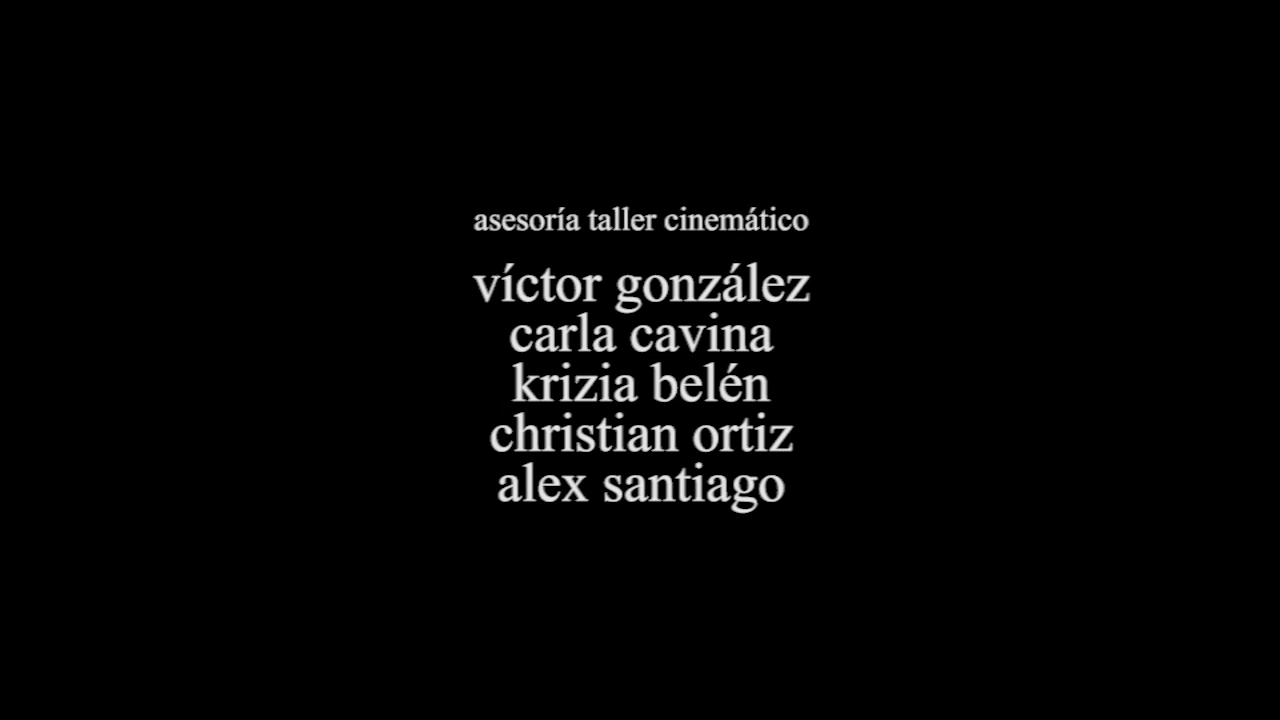 asesoría taller cinemático
víctor gonzález
carla cavina
krizia belén
christian ortiz
alex santiago